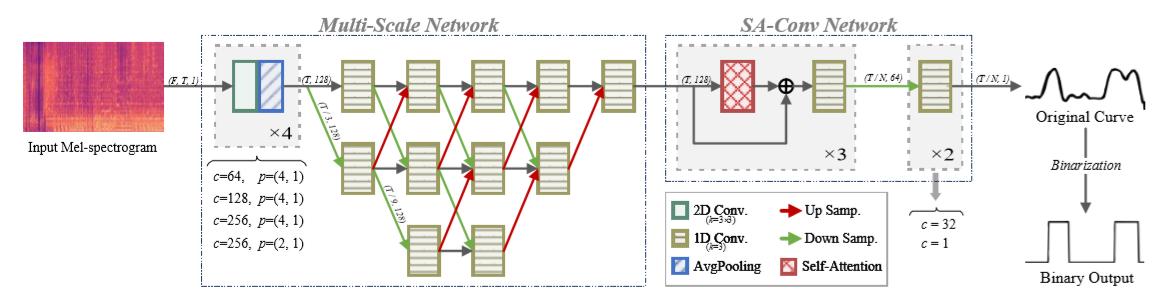 Multi-Scale Network
SA-Conv Network
(F, T, 1)
(T, 128)
(T, 128)
(T / N, 64)
(T / N, 1)
(T / 3, 128)
(T / 9, 128)
×4
×3
×2
Input Mel-spectrogram
Original Curve
Binarization
Binary Output
c=64, p=(4, 1)
c=128, p=(4, 1)
c=256, p=(4, 1)
c=256, p=(2, 1)
2D Conv.
(k=3×3)
Up Samp.
1D Conv.
(k=3)
Down Samp.
AvgPooling
Self-Attention
c = 32
c = 1